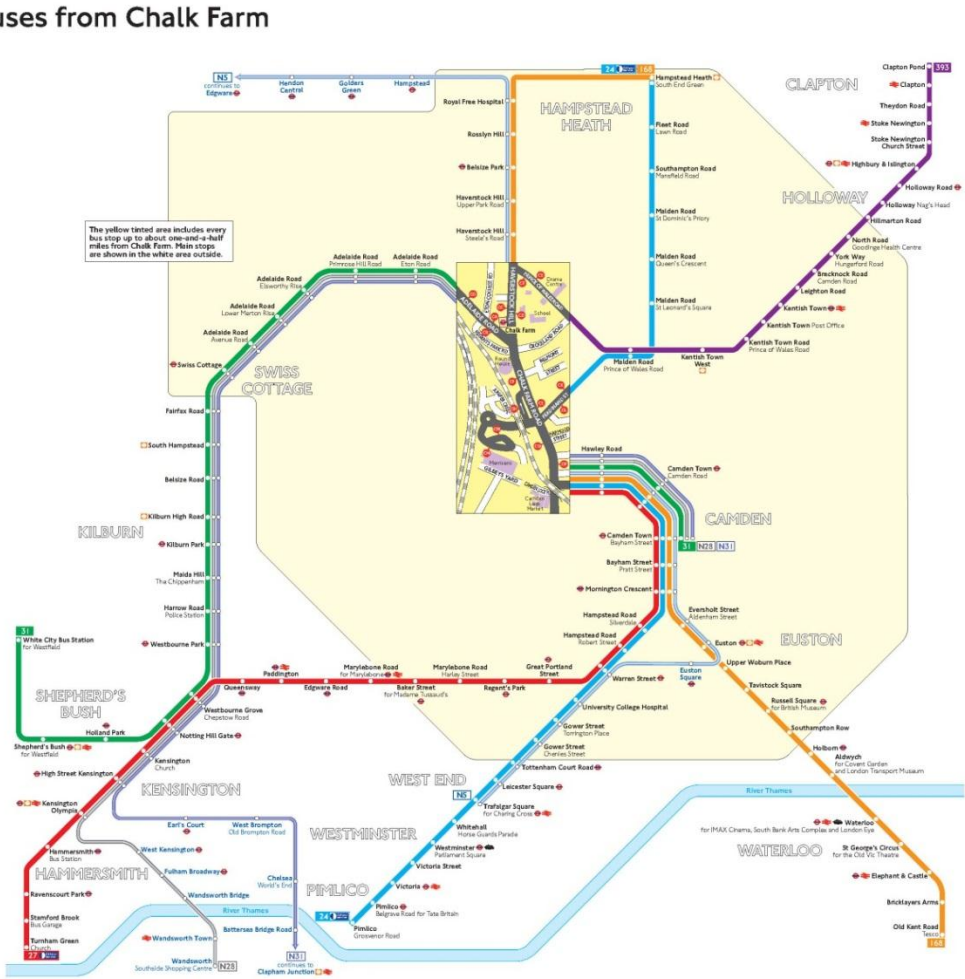 uses from Chalk Farm
N5
continues to
Edgware
Hendon
Central
Golders
Green
Hampstead
24
168
Hampstead Heath
South End Green
Royal Free Hospital
Rosslyn Hill
Belsize Park
Haverstock Hill
Upper Park Road
Haverstock Hill
Steele's Road
HAMPSTEAD
HEATH
Fleet Road
Lawn Road
Southampton Road
Mansfield Road
Malden Road
St Dominic's Priory
Malden Road
Queen's Crescent
Malden Road
St Leonard's Square
Malden Road
Prince of Wales Road
CLAPTON
Clapton Pond
393
Clapton
Theydon Road
Stoke Newington
Stoke Newington
Church Street
Highbury & Islington
HOLLOWAY
Holloway Road
Holloway Nag's Head
Hillmarton Road
North Road
Goodinge Health Centre
York Way
Hungerford Road
Brecknock Road
Camden Road
Leighton Road
Kentish Town
Kentish Town Post Office
Kentish Town Road
Prince of Wales Road
Kentish Town
West
The yellow tinted area includes every
bus stop up to about one-and-a-half
miles from Chalk Farm. Main stops
are shown in the white area outside.
Adelaide Road
Primrose Hill Road
Adelaide Road
Eton Road
Adelaide Road
Elsworthy Rise
Adelaide Road
Lower Merton Rise
Adelaide Road
Avenue Road
Swiss Cottage
SWISS
COTTAGE
HAVERSTOCK HILL
ADELAIDE ROAD
Drama
Centre
School
Chalk Farm
CHALK FARM ROAD
Morrisons
GILBEYS YARD
Camden
Lock
Market
Fairfax Road
South Hampstead
Belsize Road
Kilburn High Road
KILBURN
Kilburn Park
Maida Hill
The Chippenham
Harrow Road
Police Station
Westbourne Park
Hawley Road
Camden Town
Camden Road
CAMDEN
31 N28 N31
Camden Town
Bayham Street
Bayham Street
Pratt Street
Mornington Crescent
Hampstead Road
Silverdale
Hampstead Road
Robert Street
Great Portland
Street
Eversholt Street
Aldenham Street
Euston
EUSTON
Euston
Square
Upper Woburn Place
Tavistock Square
Russell Square
for British Museum
Southampton Row
Holborn
Aldwych
for Covent Garden
and London Transport Museum
Waterloo
for IMAX Cinema, South Bank Arts Complex and London Eye
St George's Circus
for the Old Vic Theatre
WATERLOO
Elephant & Castle
Bricklayers Arms
Old Kent Road
Tesco
168
31
White City Bus Station
for Westfield
SHEPHERD'S
BUSH
Holland Park
Shepherd's Bush
for Westfield
Paddington
Queensway
Edgware Road
Marylebone Road
for Marylebone
Baker Street
for Madame Tussaud's
Marylebone Road
Harley Street
Regent's Park
Warren Street
University College Hospital
Gower Street
Torrington Place
Gower Street
Chenies Street
Tottenham Court Road
Leicester Square
WEST END
N5
Trafalgar Square
for Charing Cross
WESTMINSTER
Whitehall
Horse Guards Parade
Westminster
Parliament Square
Victoria Street
Victoria
PIMLICO
Pimlico
Belgrave Road for Tate Britain
24
Pimlico
Grosvenor Road
River Thames
Westbourne Grove
Chepstow Road
Notting Hill Gate
Kensington
Church
High Street Kensington
KENSINGTON
Kensington
Olympia
Earl's Court
West Brompton
Old Brompton Road
Hammersmith
Bus Station
HAMMERSMITH
West Kensington
Fulham Broadway
Chelsea
World's End
Wandsworth Bridge
Ravenscourt Park
River Thames
Stamford Brook
Bus Garage
Battersea Bridge Road
Turnham Green
Church
27
Wandsworth Town
Wandsworth
Southside Shopping Centre
N28
N31
continues to
Clapham Junction